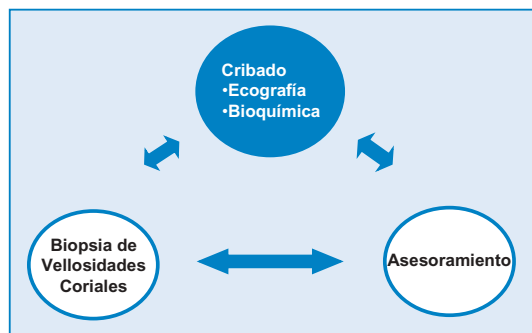 Cribado
•Ecografía
•Bioquímica
Biopsia de
Vellosidades
Coriales
Asesoramiento